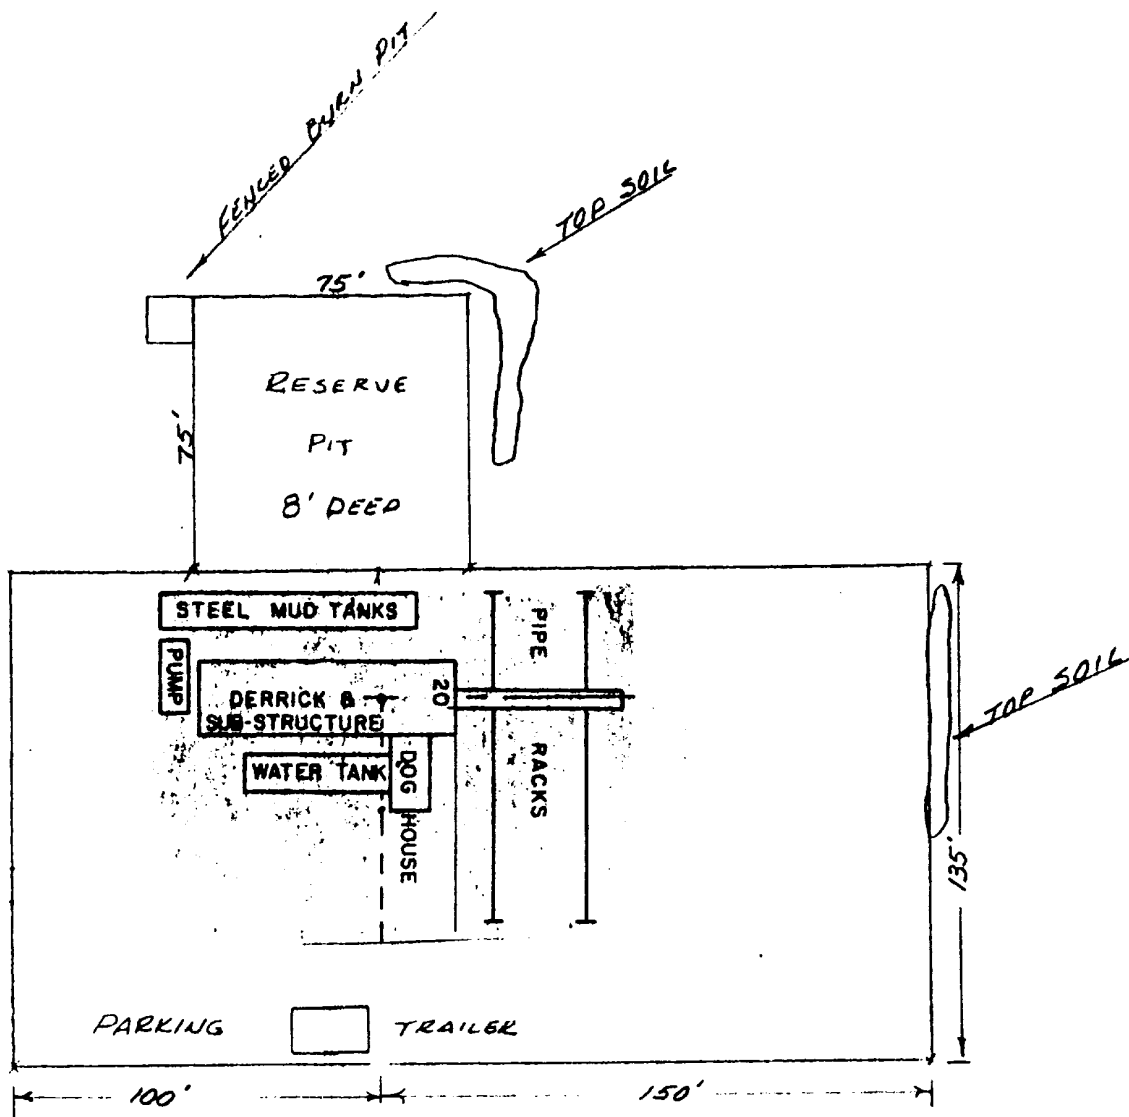 FENCED BURN PIT
TOP SOIL
75'
75'
RESERVE
PIT
8' DEEP
STEEL MUD TANKS
PIPE
PUMP
DERRICK &
SUB-STRUCTURE
20
TOP SOIL
WATER TANK
DOG HOUSE
RACKS
135'
PARKING
TRAILER
100'
150'